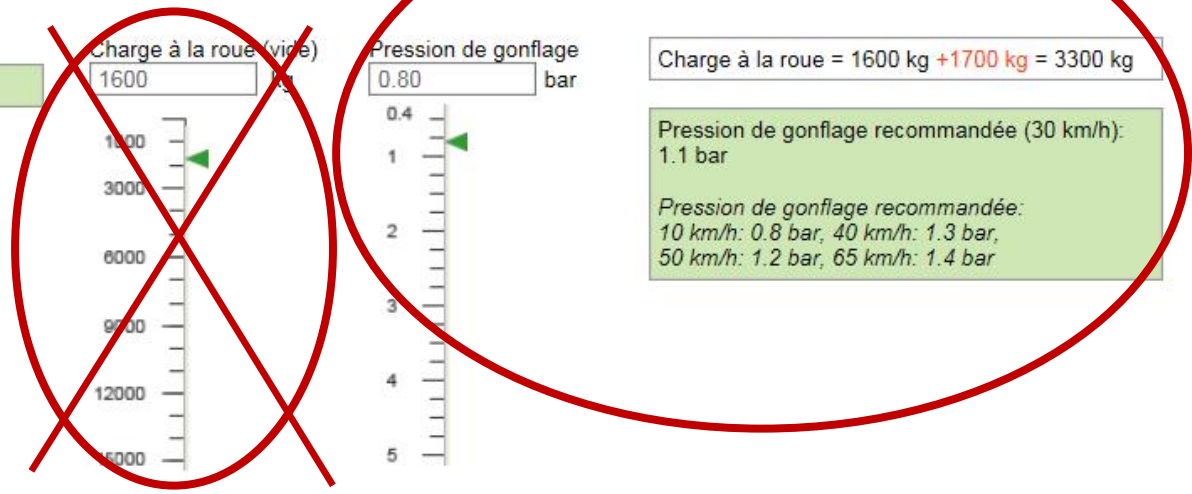 Charge à la roue (vide)
1600 kg
1000
3000
6000
9000
12000
15000
Pression de gonflage
0.80 bar
0.4
1
2
3
4
5
Charge à la roue = 1600 kg +1700 kg = 3300 kg
Pression de gonflage recommandée (30 km/h):
1.1 bar
Pression de gonflage recommandée:
10 km/h: 0.8 bar, 40 km/h: 1.3 bar,
50 km/h: 1.2 bar, 65 km/h: 1.4 bar